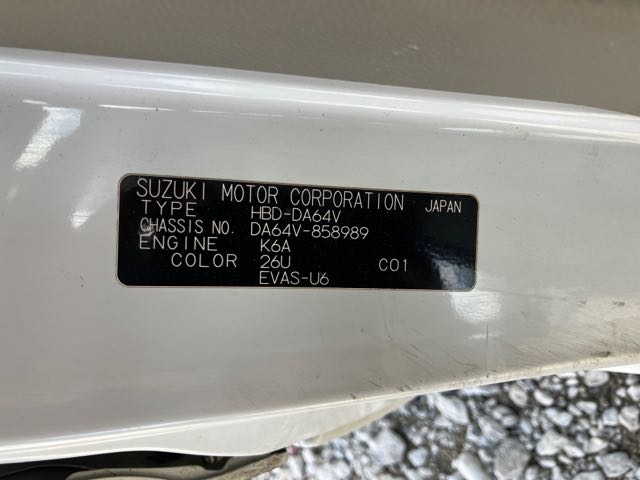 SUZUKI MOTOR CORPORATION JAPAN
TYPE HBD-DA64V
CHASSIS NO. DA64V-858989
ENGINE K6A
COLOR 26U C01
EVAS-U6